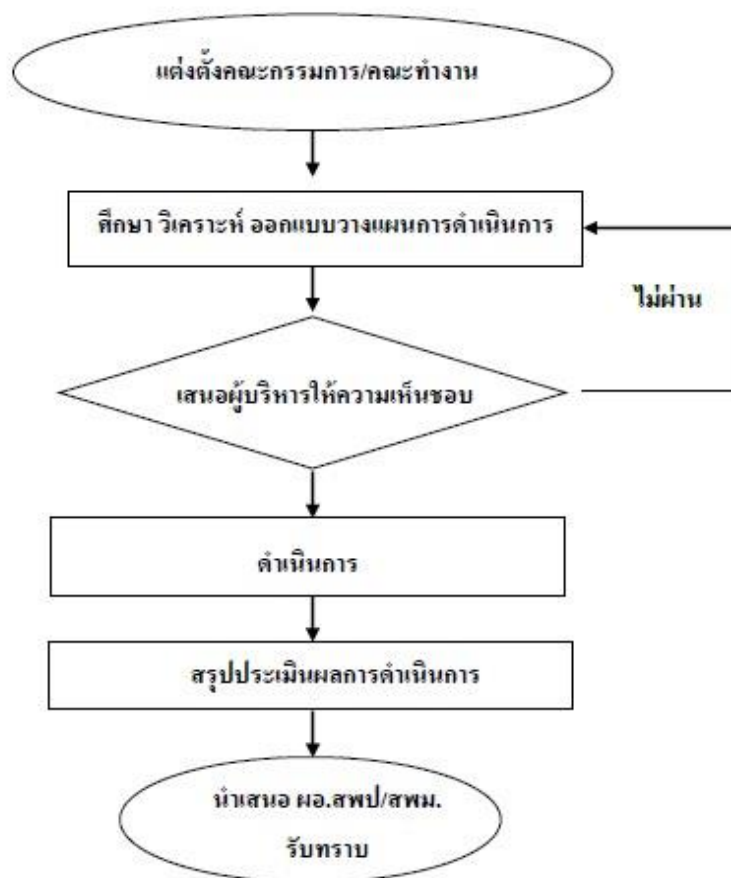 แต่งตั้งคณะกรรมการ/คณะทำงาน
ศึกษา วิเคราะห์ ออกแบบวางแผนการดำเนินการ
ไม่ผ่าน
เสนอผู้บริหารให้ความเห็นชอบ
ดำเนินการ
สรุปประเมินผลการดำเนินการ
นำเสนอ ผอ.สพป/สพม.
รับทราบ